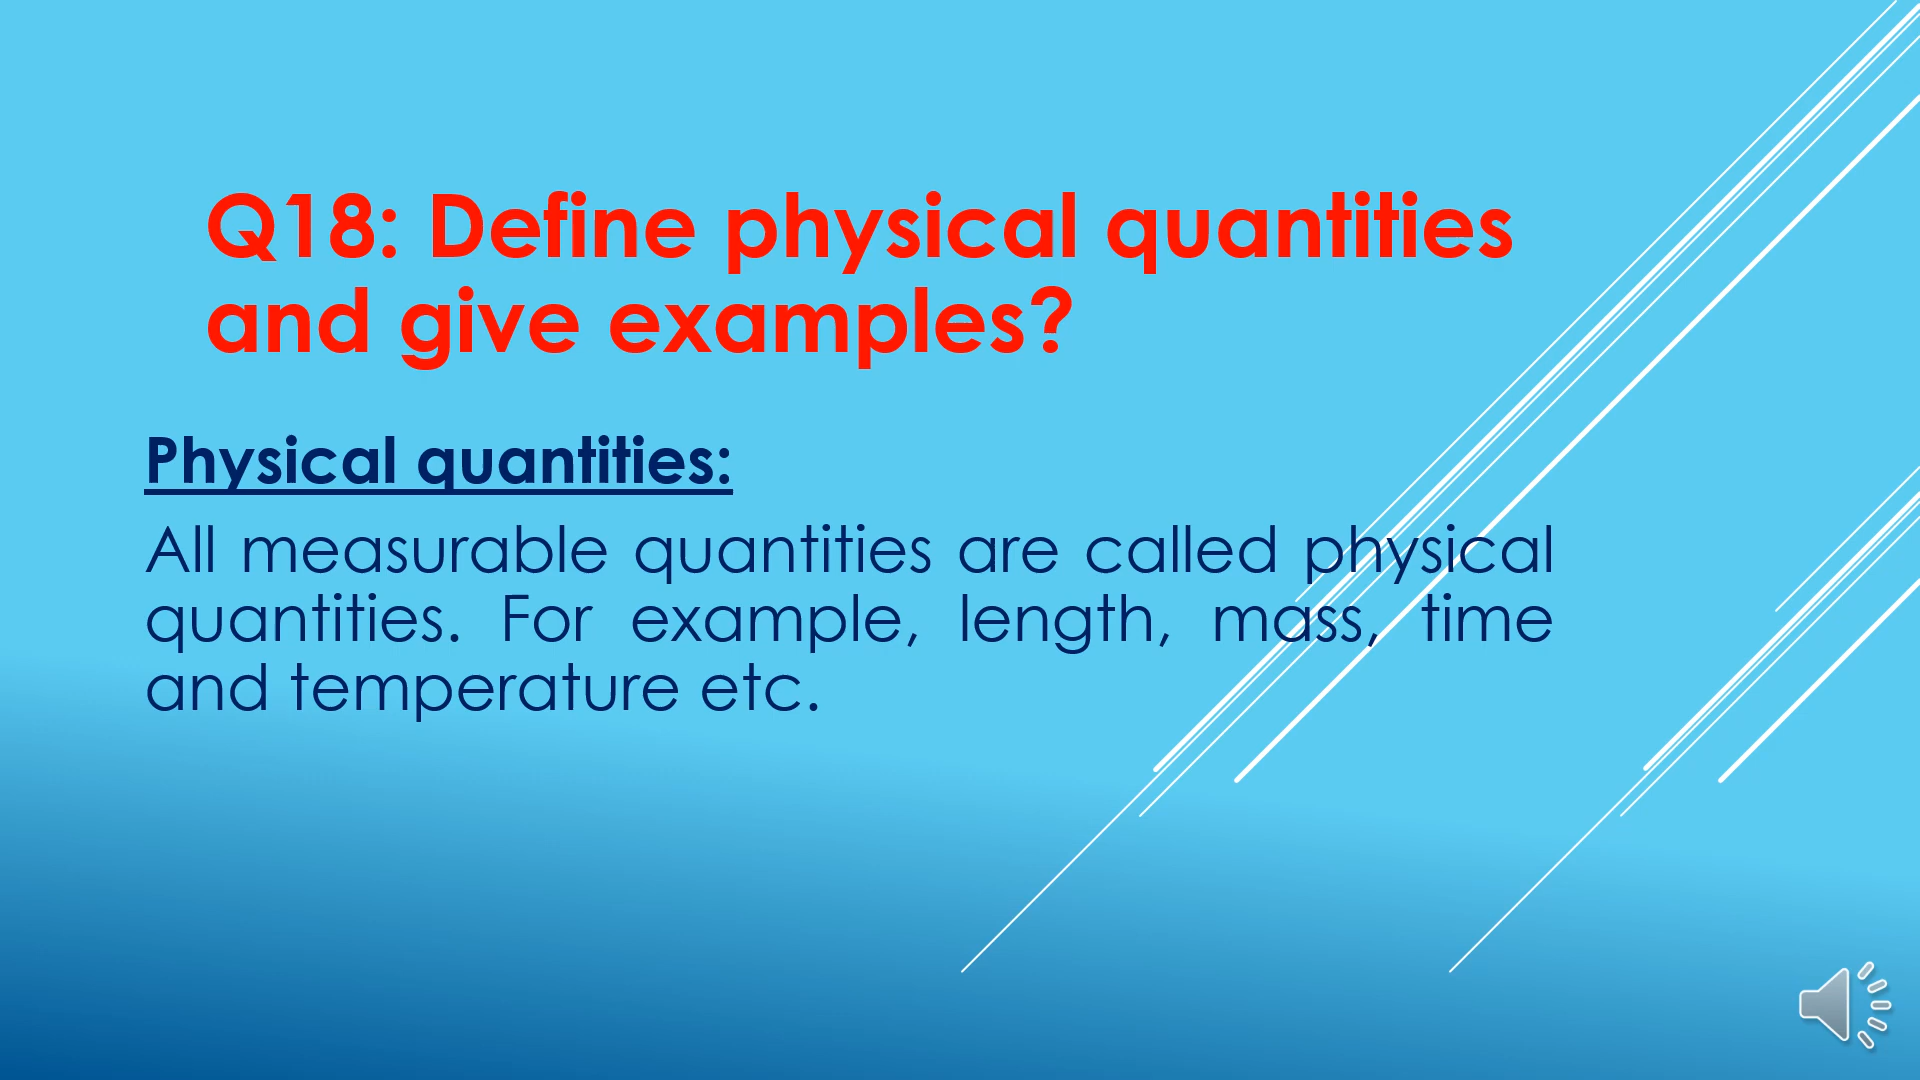 Q18: Define physical quantities
and give examples?
Physical quantities:
All measurable quantities are called physical
quantities. For example, length, mass, time
and temperature etc.